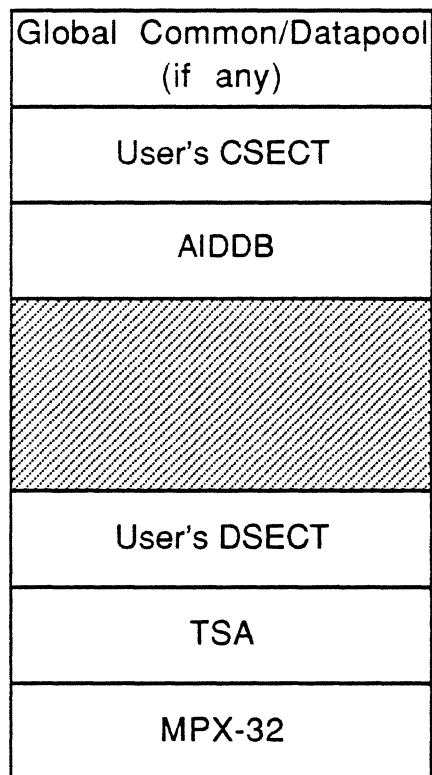 Global Common/Datapool
(if any)
User's CSECT
AIDDB
User's DSECT
TSA
MPX-32